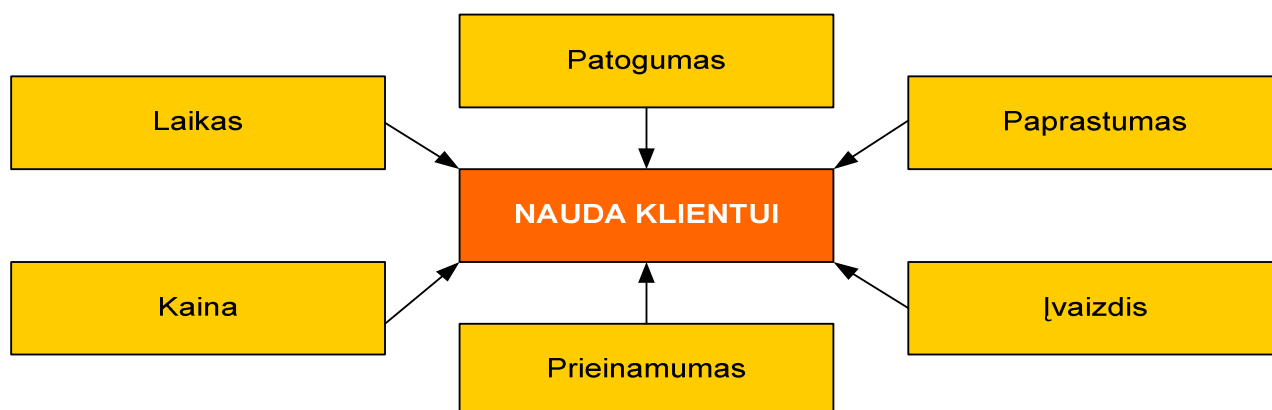 Patogumas
Laikas
Paprastumas
NAUDA KLIENTUI
Kaina
Įvaizdis
Prieinamumas